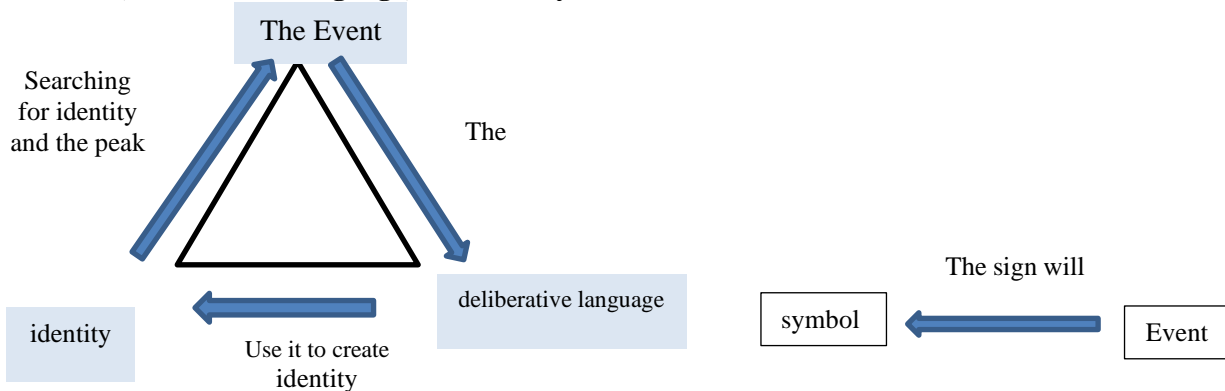 The Event
Searching
for identity
and the peak
The
identity
deliberative language
Use it to create
identity
The sign will
symbol
Event